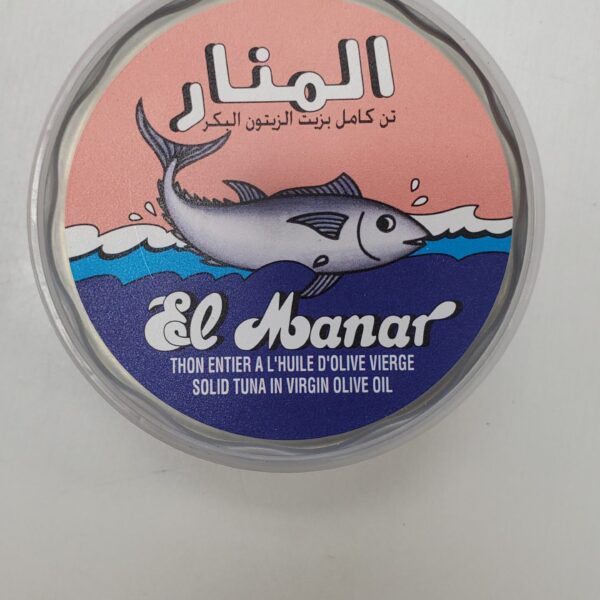 المنار
تن كامل بزيت الزيتون البكر
El Manar
THON ENTIER A L'HUILE D'OLIVE VIERGE
SOLID TUNA IN VIRGIN OLIVE OIL